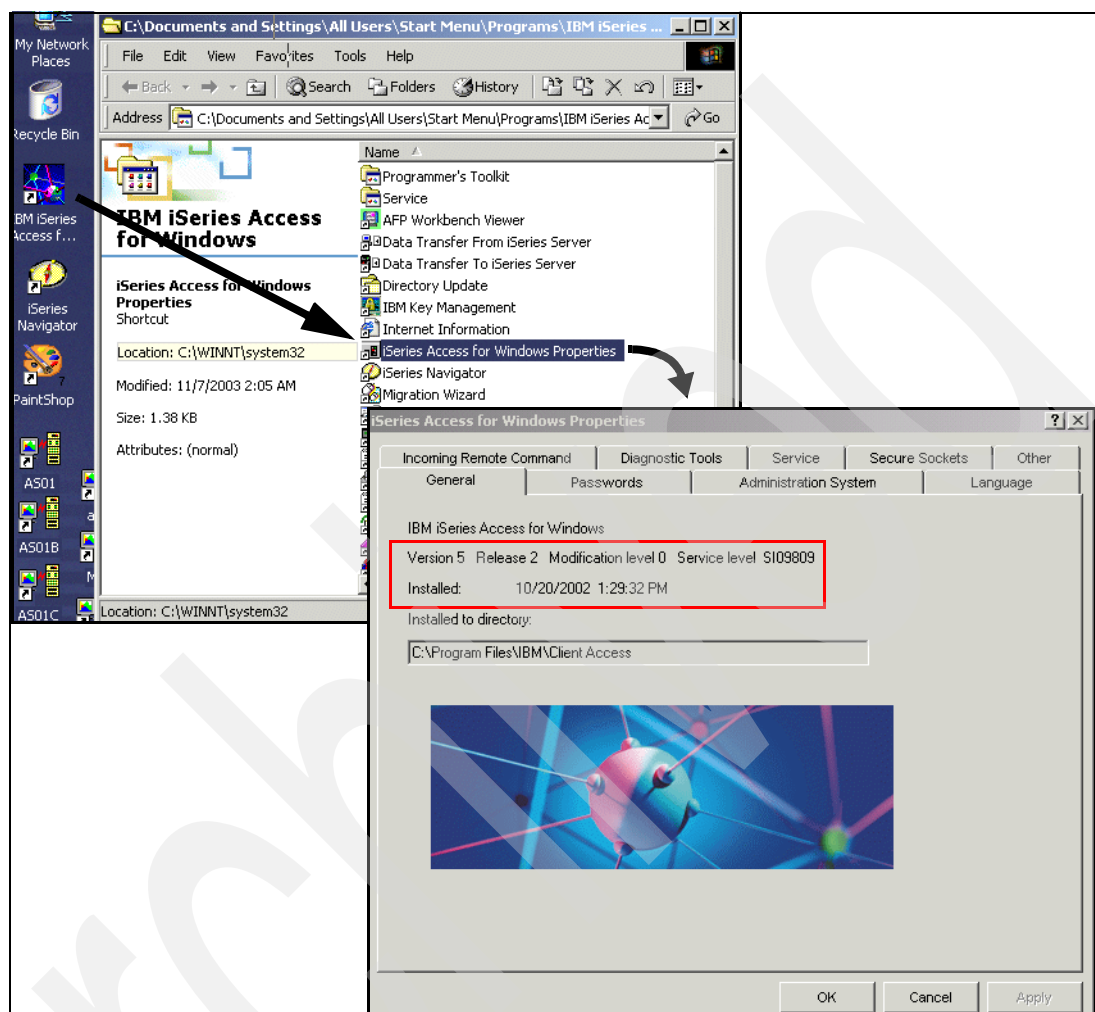 My Network
Places
Recycle Bin
IBM iSeries
Access f...
iSeries
Navigator
7
PaintShop
AS01
AS01B
AS01C
C:\Documents and Settings\All Users\Start Menu\Programs\IBM iSeries ...
File Edit View Favorites Tools Help
Back Search Folders History
Address C:\Documents and Settings\All Users\Start Menu\Programs\IBM iSeries Ac Go
IBM iSeries Access
for Windows
iSeries Access for Windows
Properties
Shortcut
Location: C:\WINNT\system32
Modified: 11/7/2003 2:05 AM
Size: 1.38 KB
Attributes: (normal)
Name
Programmer's Toolkit
Service
AFP Workbench Viewer
Data Transfer From iSeries Server
Data Transfer To iSeries Server
Directory Update
IBM Key Management
Internet Information
iSeries Access for Windows Properties
iSeries Navigator
Migration Wizard
Location: C:\WINNT\system32
iSeries Access for Windows Properties
Incoming Remote Command Diagnostic Tools Service Secure Sockets Other
General Passwords Administration System Language
IBM iSeries Access for Windows
Version 5 Release 2 Modification level 0 Service level SI09809
Installed: 10/20/2002 1:29:32 PM
Installed to directory:
C:\Program Files\IBM\Client Access
OK Cancel Apply